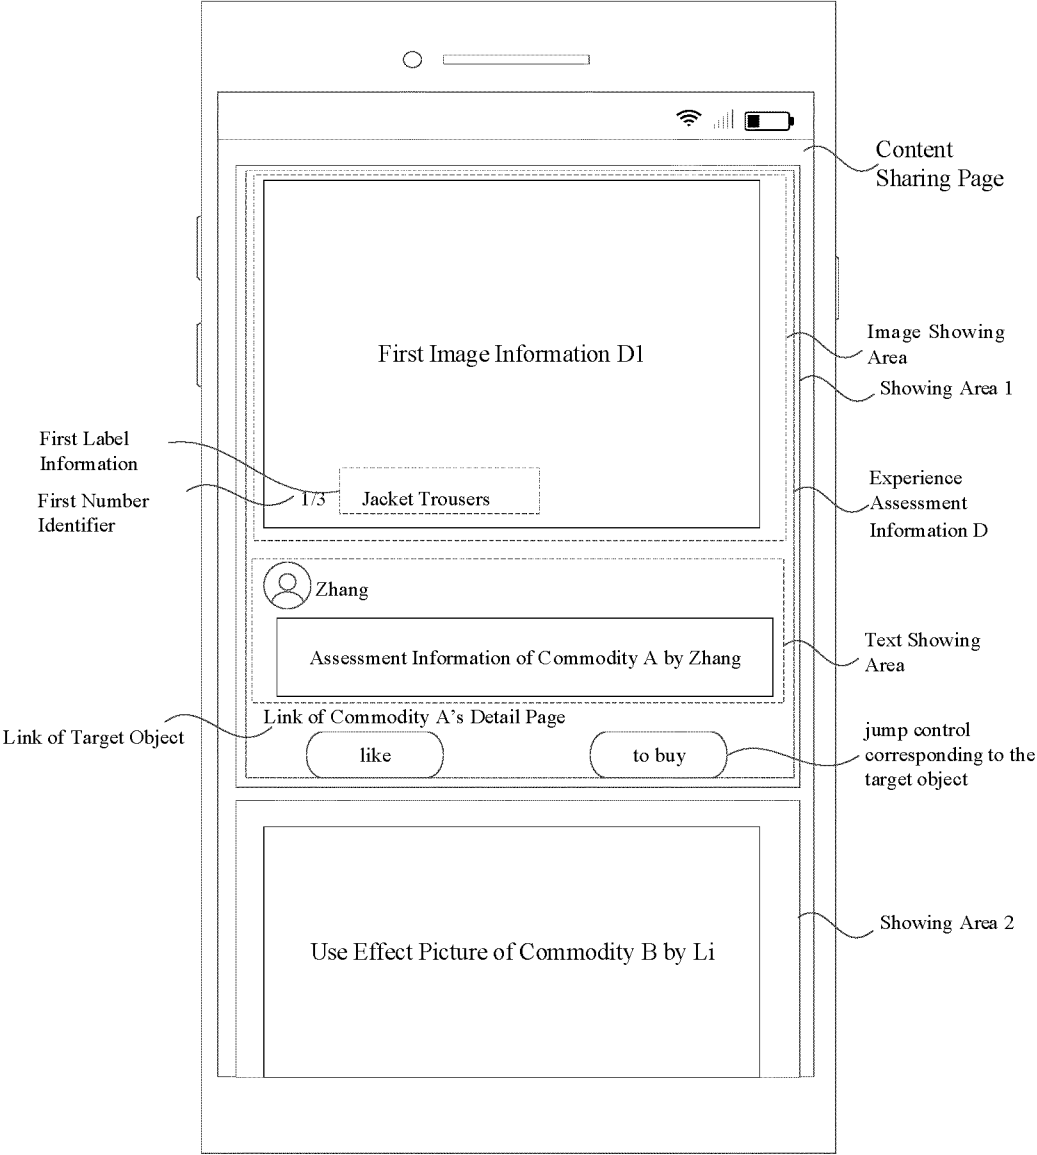 Content
Sharing Page
First Image Information D1
Image Showing
Area
Showing Area 1
First Label
Information
First Number
Identifier
1/3
Jacket Trousers
Experience
Assessment
Information D
Zhang
Text Showing
Area
Assessment Information of Commodity A by Zhang
Link of Commodity A's Detail Page
Link of Target Object
like
to buy
jump control
corresponding to the
target object
Showing Area 2
Use Effect Picture of Commodity B by Li